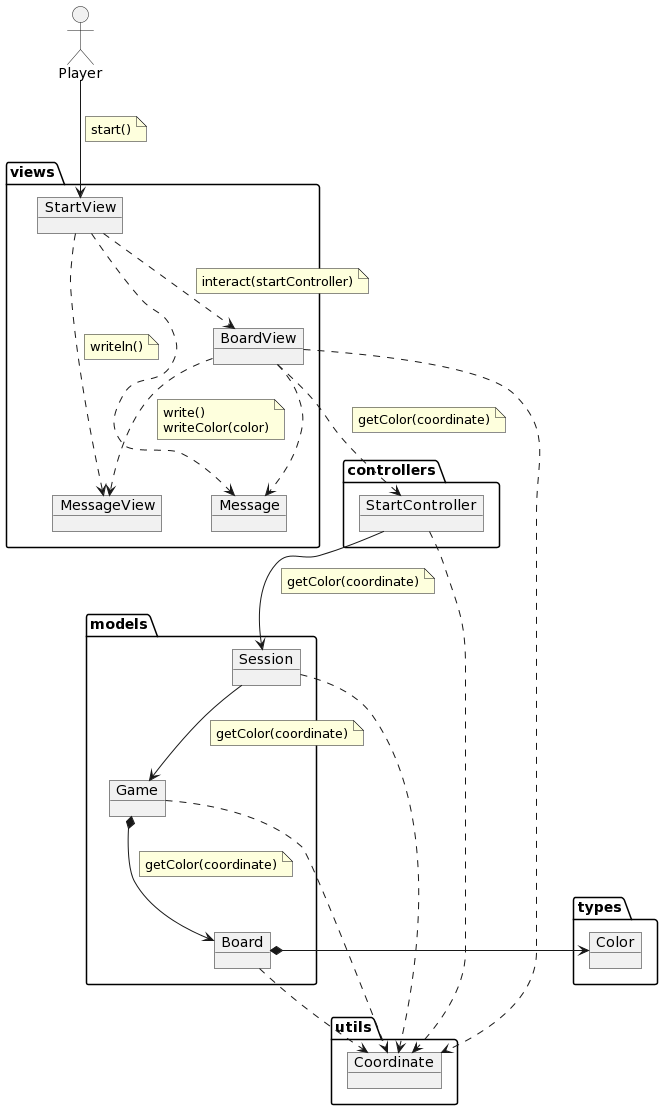 Player
start()
views
StartView
interact(startController)
BoardView
writeln()
write()
writeColor(color)
getColor(coordinate)
controllers
MessageView
Message
StartController
getColor(coordinate)
models
Session
getColor(coordinate)
Game
getColor(coordinate)
types
Board
Color
utils
Coordinate